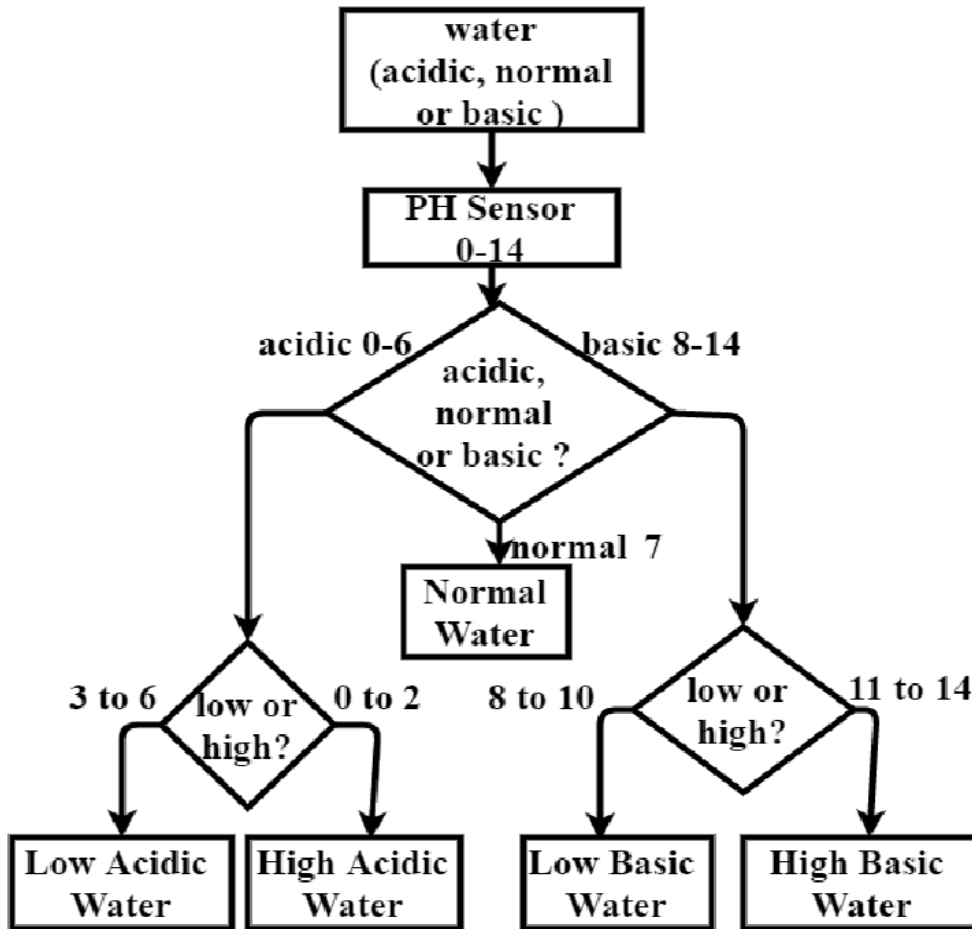 water
(acidic, normal
or basic )
PH Sensor
0-14
acidic 0-6
basic 8-14
acidic,
normal
or basic ?
normal 7
Normal
Water
3 to 6
low or
high?
0 to 2
8 to 10
low or
high?
11 to 14
Low Acidic
Water
High Acidic
Water
Low Basic
Water
High Basic
Water